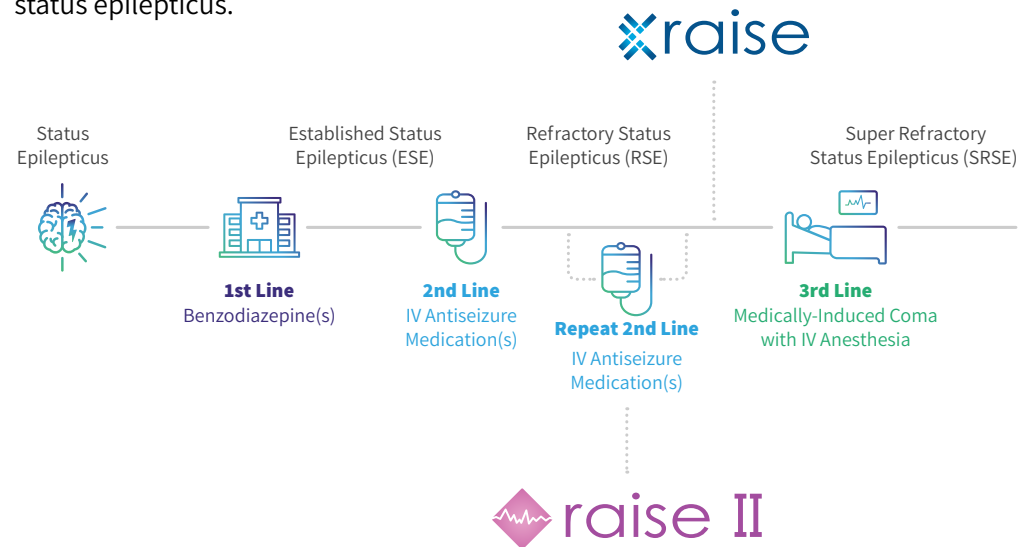 status epilepticus.
raise
Status
Epilepticus
Established Status
Epilepticus (ESE)
Refractory Status
Epilepticus (RSE)
Super Refractory
Status Epilepticus (SRSE)
1st Line
Benzodiazepine(s)
2nd Line
IV Antiseizure
Medication(s)
Repeat 2nd Line
IV Antiseizure
Medication(s)
3rd Line
Medically-Induced Coma
with IV Anesthesia
raise II